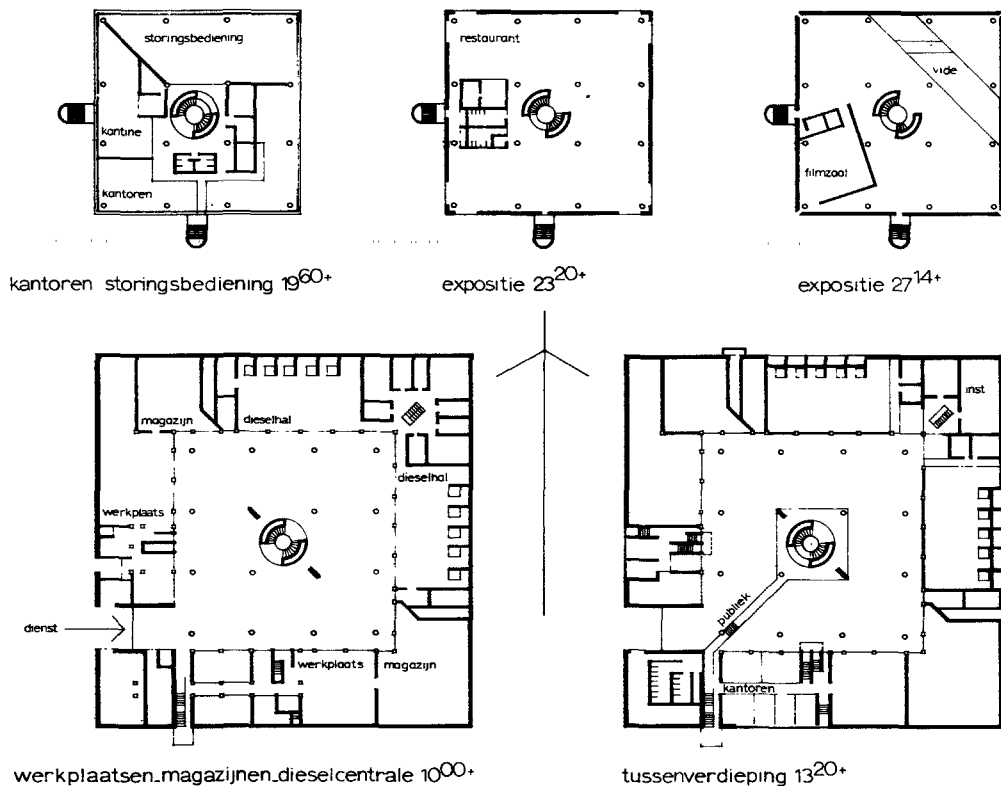 storingsbediening
kantine
kantoren
restaurant
vide
filmzaal
kantoren storingsbediening 19⁶⁰⁺
expositie 23²⁰⁺
expositie 27¹⁴⁺
magazijn
dieselhal
dieselhal
werkplaats
dienst
werkplaats
magazijn
inst
publiek
kantoren
werkplaatsen_magazijnen_dieselcentrale 10⁰⁰⁺
tussenverdieping 13²⁰⁺